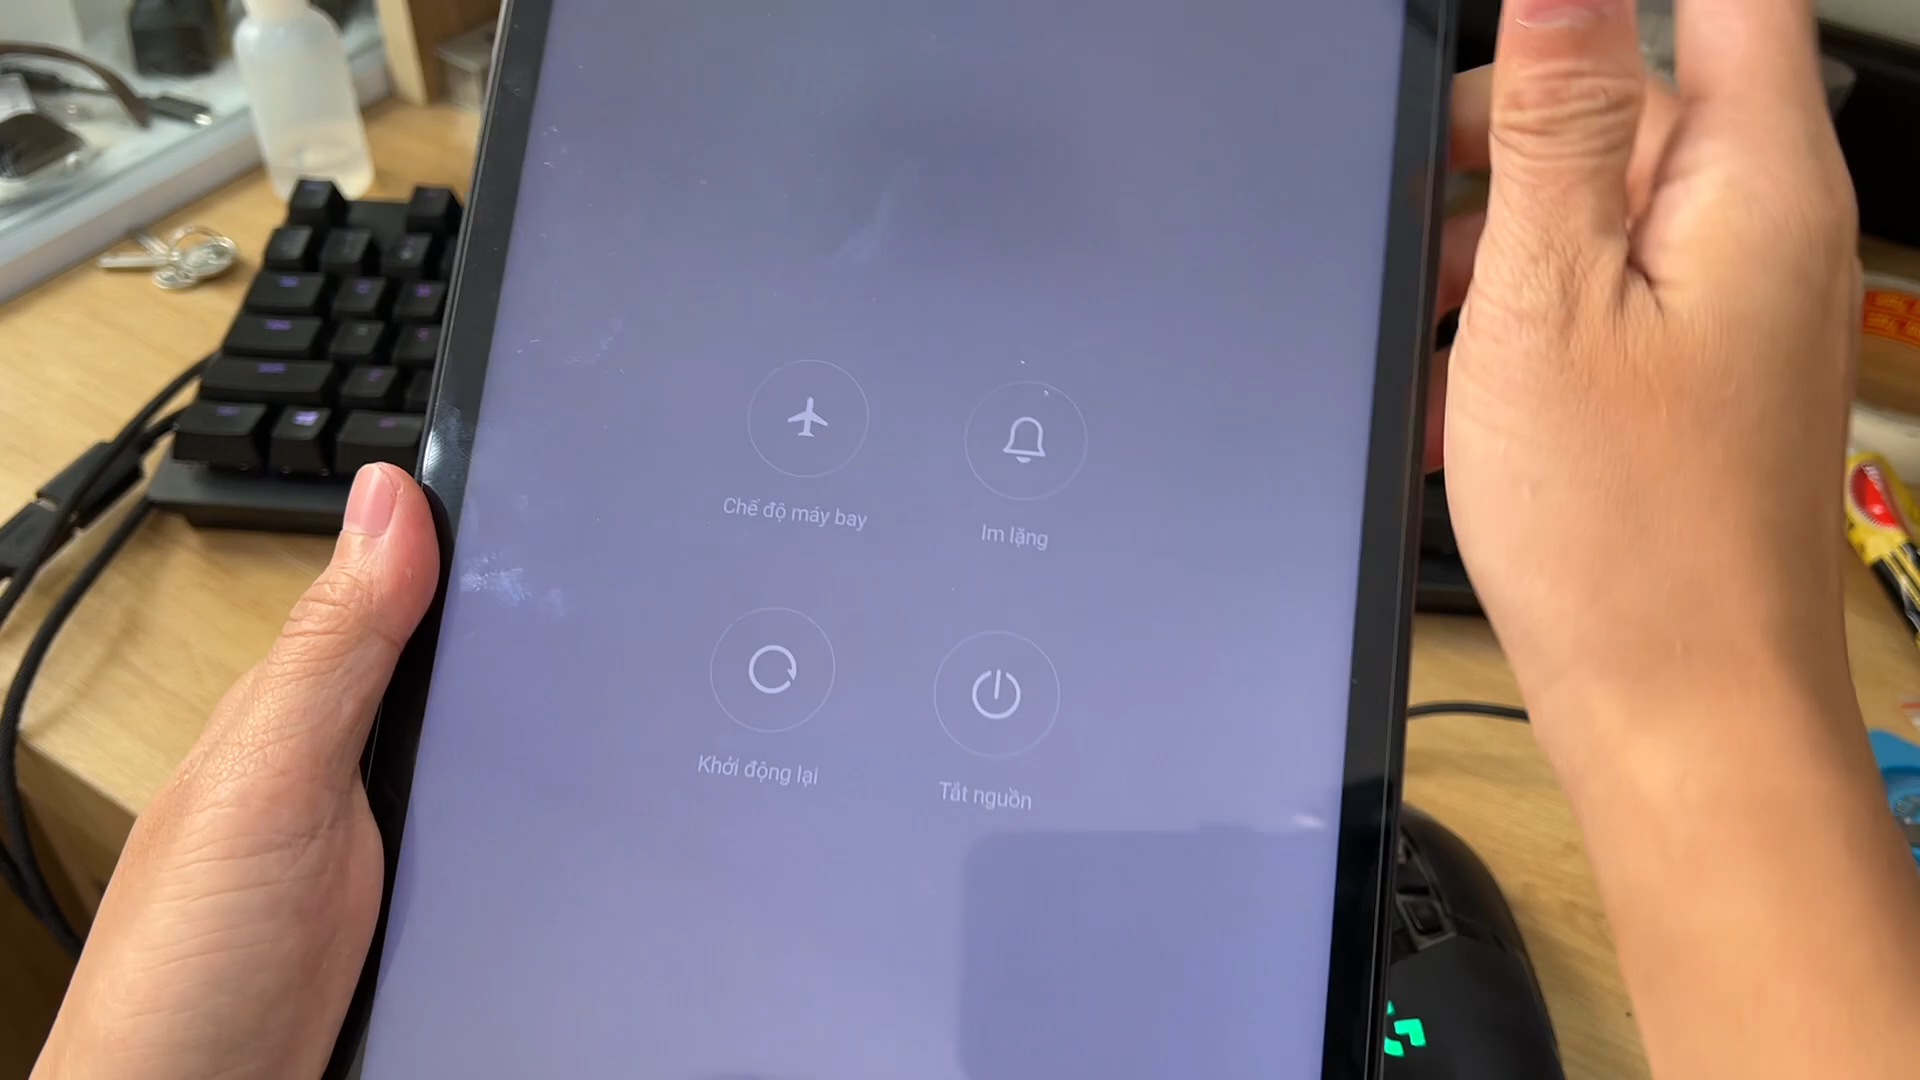 Chế độ máy bay
Im lặng
Khởi động lại
Tắt nguồn